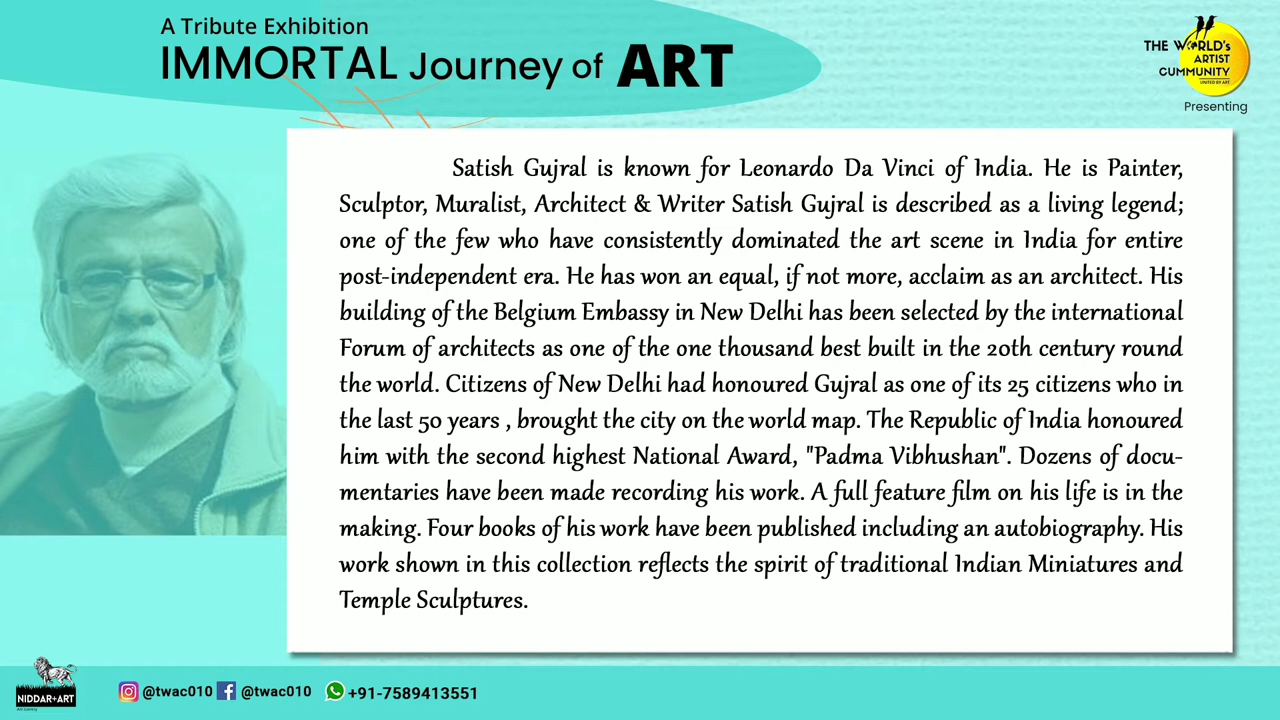 A Tribute Exhibition
IMMORTAL Journey of ART
THE WORLD's
ARTIST
CUMMUNITY
UNITED BY ART
Presenting
Satish Gujral is known for Leonardo Da Vinci of India. He is Painter,
Sculptor, Muralist, Architect & Writer Satish Gujral is described as a living legend;
one of the few who have consistently dominated the art scene in India for entire
post-independent era. He has won an equal, if not more, acclaim as an architect. His
building of the Belgium Embassy in New Delhi has been selected by the international
Forum of architects as one of the one thousand best built in the 20th century round
the world. Citizens of New Delhi had honoured Gujral as one of its 25 citizens who in
the last 50 years , brought the city on the world map. The Republic of India honoured
him with the second highest National Award, "Padma Vibhushan". Dozens of docu-
mentaries have been made recording his work. A full feature film on his life is in the
making. Four books of his work have been published including an autobiography. His
work shown in this collection reflects the spirit of traditional Indian Miniatures and
Temple Sculptures.
NIDDAR+ART
@twac010 @twac010 +91-7589413551